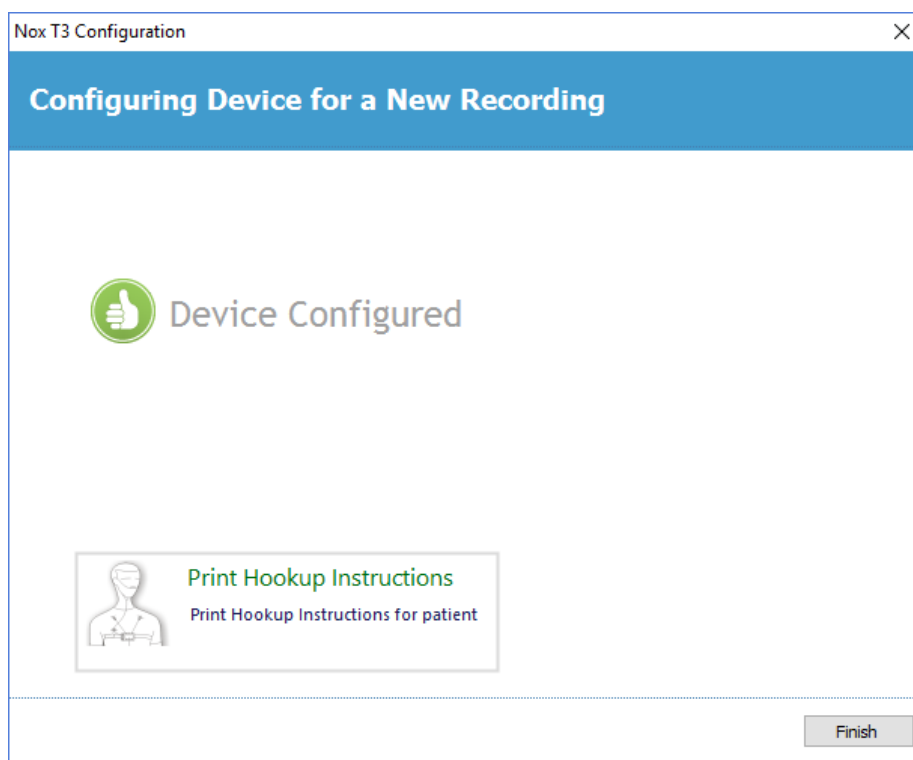 Nox T3 Configuration
Configuring Device for a New Recording
Device Configured
Print Hookup Instructions
Print Hookup Instructions for patient
Finish